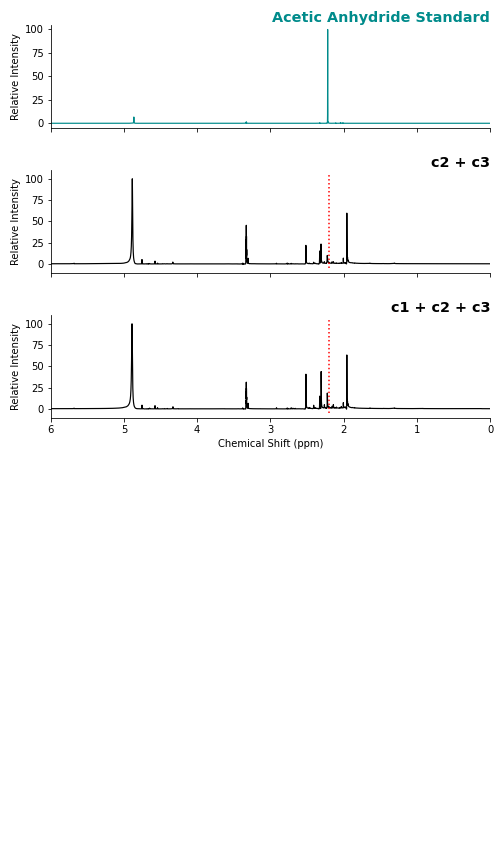 Acetic Anhydride Standard
100
75
50
25
0
Relative Intensity
c2 + c3
100
75
50
25
0
Relative Intensity
c1 + c2 + c3
100
75
50
25
0
Relative Intensity
6 5 4 3 2 1 0
Chemical Shift (ppm)